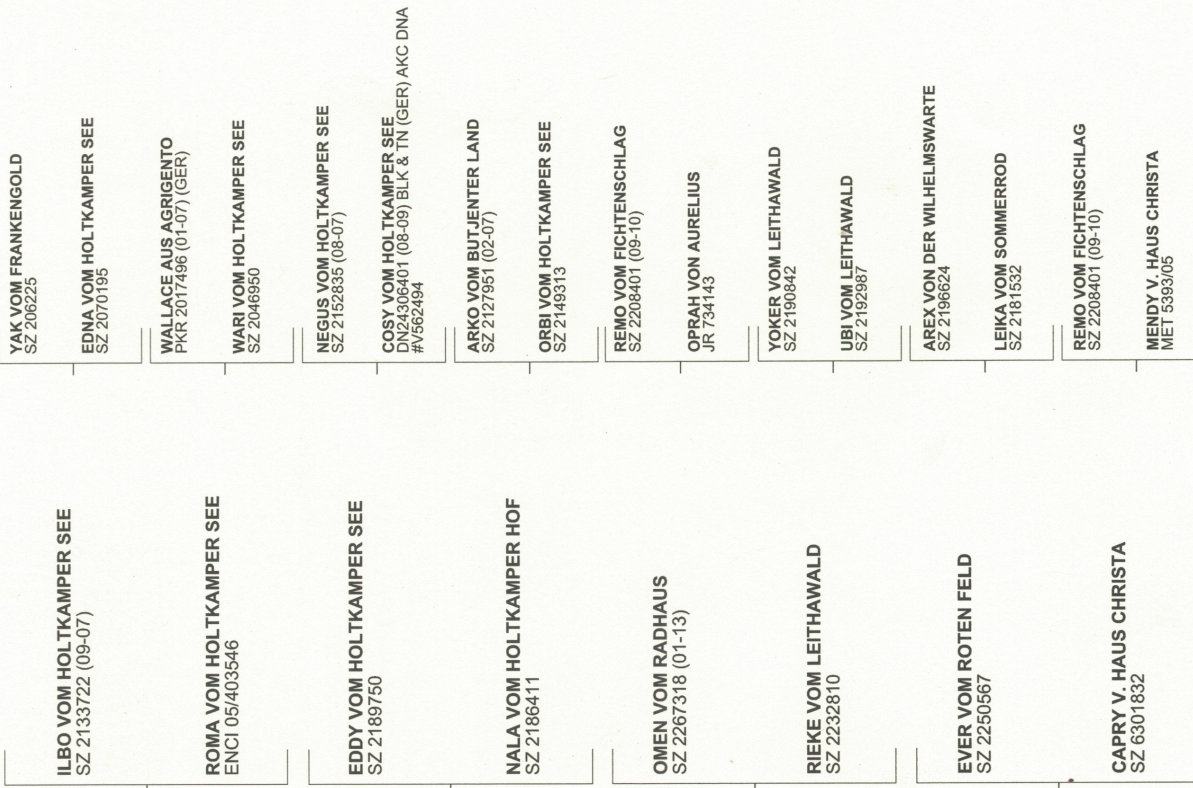 ILBO VOM HOLTKAMPER SEE
SZ 2133722 (09-07)
ROMA VOM HOLTKAMPER SEE
ENCI 05/403546
EDDY VOM HOLTKAMPER SEE
SZ 2189750
NALA VOM HOLTKAMPER HOF
SZ 2186411
OMEN VOM RADHAUS
SZ 2267318 (01-13)
RIEKE VOM LEITHAWALD
SZ 2232810
EVER VOM ROTEN FELD
SZ 2250567
CAPRY V. HAUS CHRISTA
SZ 6301832
YAK VOM FRANKENGOLD
SZ 206225
EDNA VOM HOLTKAMPER SEE
SZ 2070195
WALLACE AUS AGRIGENTO
PKR 2017496 (01-07) (GER)
WARI VOM HOLTKAMPER SEE
SZ 2046950
NEGUS VOM HOLTKAMPER SEE
SZ 2152835 (08-07)
COSY VOM HOLTKAMPER SEE
DN24306401 (08-09) BLK & TN (GER) AKC DNA
#V562494
ARKO VOM BUTJENTER LAND
SZ 2127951 (02-07)
ORBI VOM HOLTKAMPER SEE
SZ 2149313
REMO VOM FICHTENSCHLAG
SZ 2208401 (09-10)
OPRAH VON AURELIUS
JR 734143
YOKER VOM LEITHAWALD
SZ 2190842
UBI VOM LEITHAWALD
SZ 2192987
AREX VON DER WILHELMSWARTE
SZ 2196624
LEIKA VOM SOMMERROD
SZ 2181532
REMO VOM FICHTENSCHLAG
SZ 2208401 (09-10)
MENDY V. HAUS CHRISTA
MET 5393/05